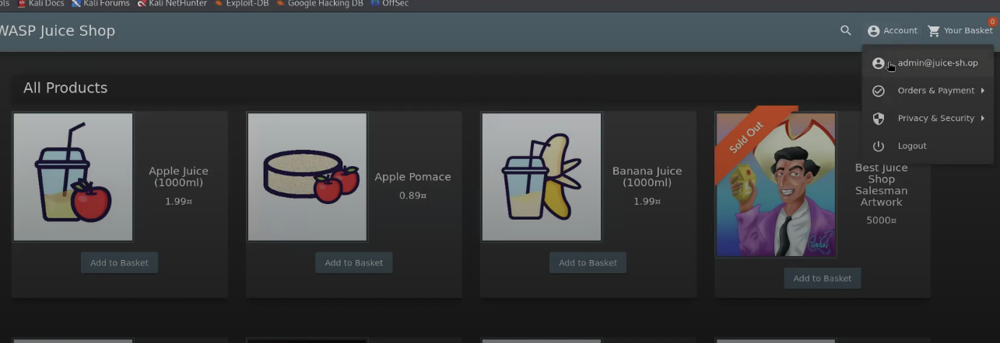 Kali Docs Kali Forums Kali NetHunter Exploit-DB Google Hacking DB OffSec
WASP Juice Shop
Account
Your Basket
0
admin@juice-sh.op
Orders & Payment
Privacy & Security
Logout
All Products
Apple Juice
(1000ml)
1.99¤
Add to Basket
Apple Pomace
0.89¤
Add to Basket
Banana Juice
(1000ml)
1.99¤
Add to Basket
Sold Out
Best Juice
Shop
Salesman
Artwork
5000¤
Add to Basket